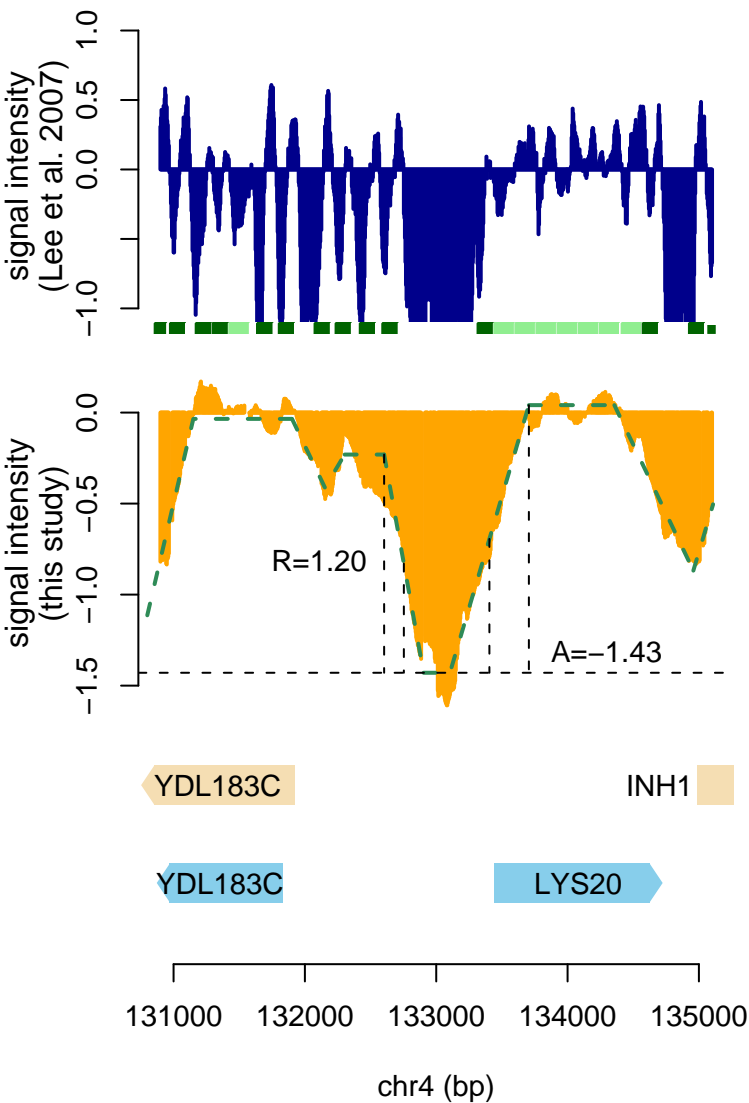 signal intensity
(Lee et al. 2007)
1.0
0.5
0.0
−1.0
signal intensity
(this study)
0.0
−0.5
−1.0
−1.5
R=1.20
A=−1.43
YDL183C
INH1
YDL183C
LYS20
131000 132000 133000 134000 135000
chr4 (bp)